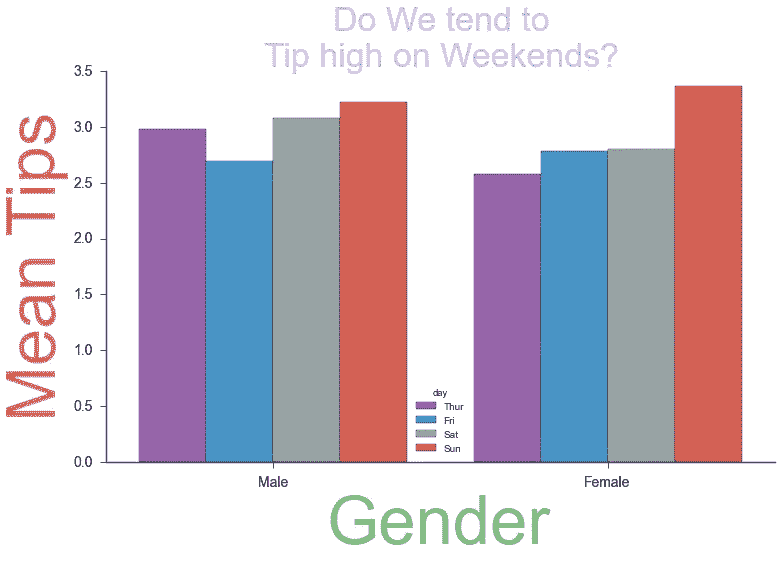 Do We tend to
Tip high on Weekends?
Mean Tips
3.5
3.0
2.5
2.0
1.5
1.0
0.5
0.0
day
Thur
Fri
Sat
Sun
Male
Female
Gender